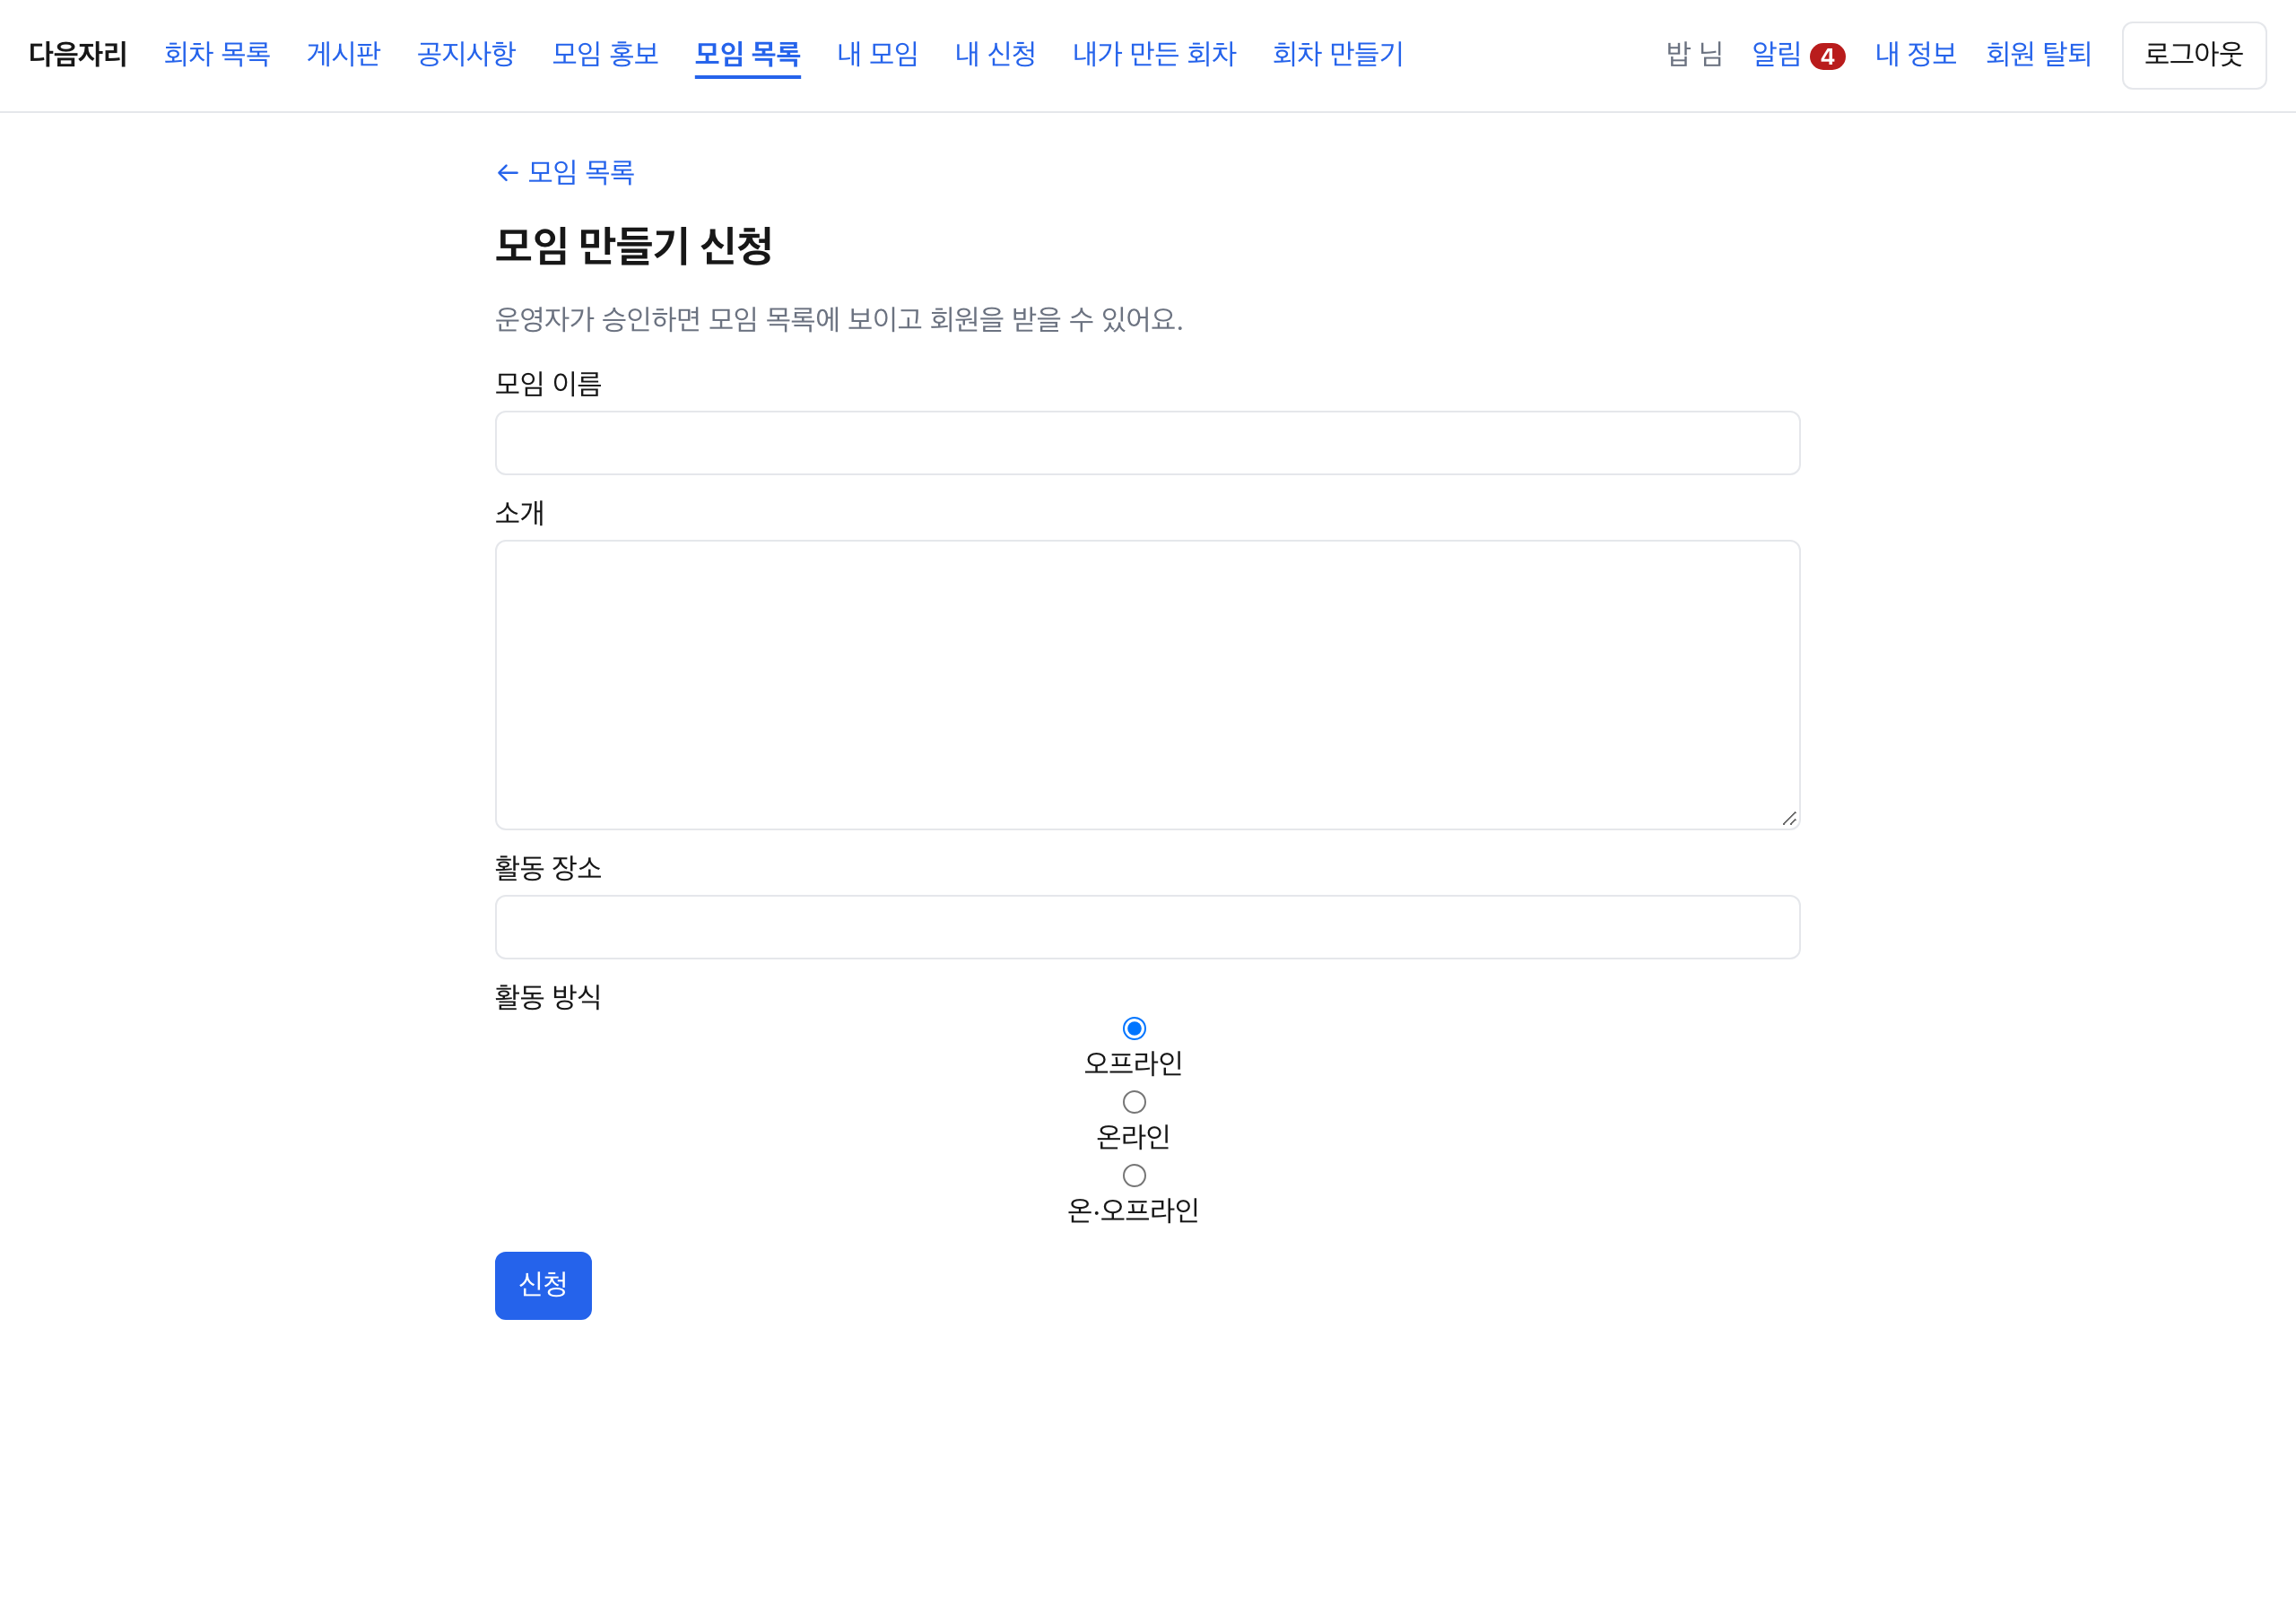 다음자리 회차 목록 게시판 공지사항 모임 홍보 모임 목록 내 모임 내 신청 내가 만든 회차 회차 만들기 밥 님 알림 4 내 정보 회원 탈퇴 로그아웃
← 모임 목록
모임 만들기 신청
운영자가 승인하면 모임 목록에 보이고 회원을 받을 수 있어요.
모임 이름
소개
활동 장소
활동 방식
오프라인
온라인
온·오프라인
신청